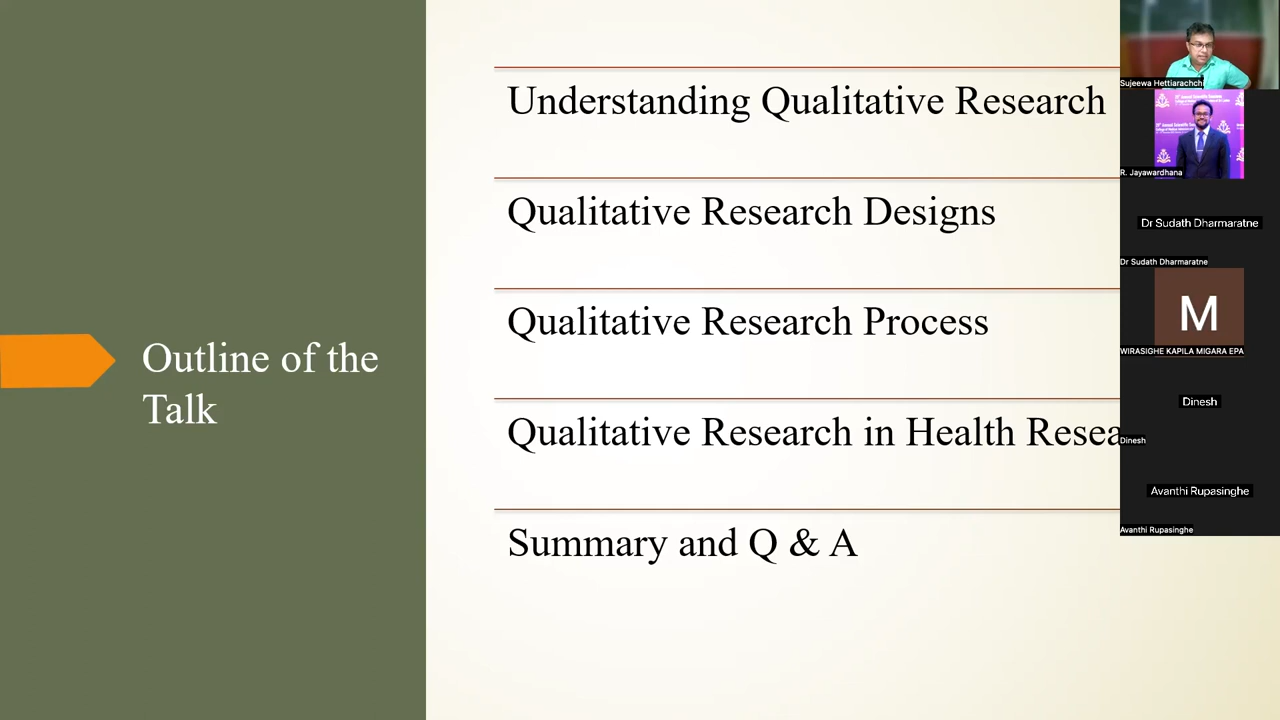 Outline of the
Talk
Understanding Qualitative Research
Qualitative Research Designs
Qualitative Research Process
Qualitative Research in Health Resea
Summary and Q & A
Sujeewa Hettiarachchi
R. Jayawardhana
Dr Sudath Dharmaratne
Dr Sudath Dharmaratne
M
WIRASIGHE KAPILA MIGARA EPA
Dinesh
Dinesh
Avanthi Rupasinghe
Avanthi Rupasinghe